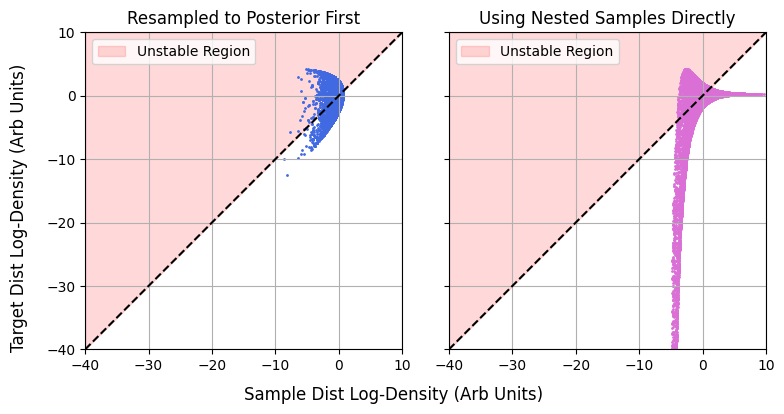 Resampled to Posterior First
Using Nested Samples Directly
Target Dist Log-Density (Arb Units)
10
0
−10
−20
−30
−40
Unstable Region
Unstable Region
−40 −30 −20 −10 0 10
−40 −30 −20 −10 0 10
Sample Dist Log-Density (Arb Units)